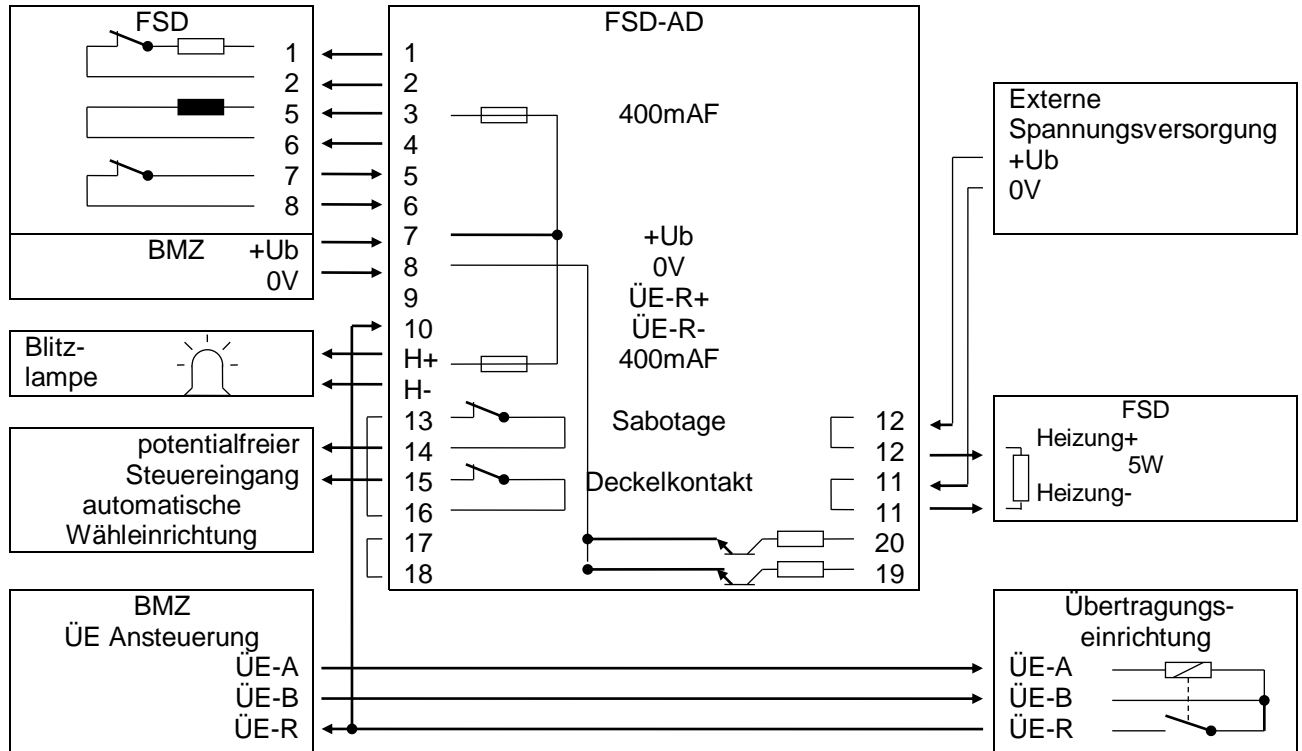 FSD
1
2
5
6
7
8
BMZ +Ub
0V
Blitz-
lampe
potentialfreier
Steuereingang
automatische
Wähleinrichtung
BMZ
ÜE Ansteuerung
ÜE-A
ÜE-B
ÜE-R
FSD-AD
1
2
3 400mAF
4
5
6
7 +Ub
8 0V
9 ÜE-R+
10 ÜE-R-
H+ 400mAF
H-
13 Sabotage 12
14 12
15 Deckelkontakt 11
16 11
17 20
18 19
Externe
Spannungsversorgung
+Ub
0V
FSD
Heizung+
5W
Heizung-
Übertragungs-
einrichtung
ÜE-A
ÜE-B
ÜE-R